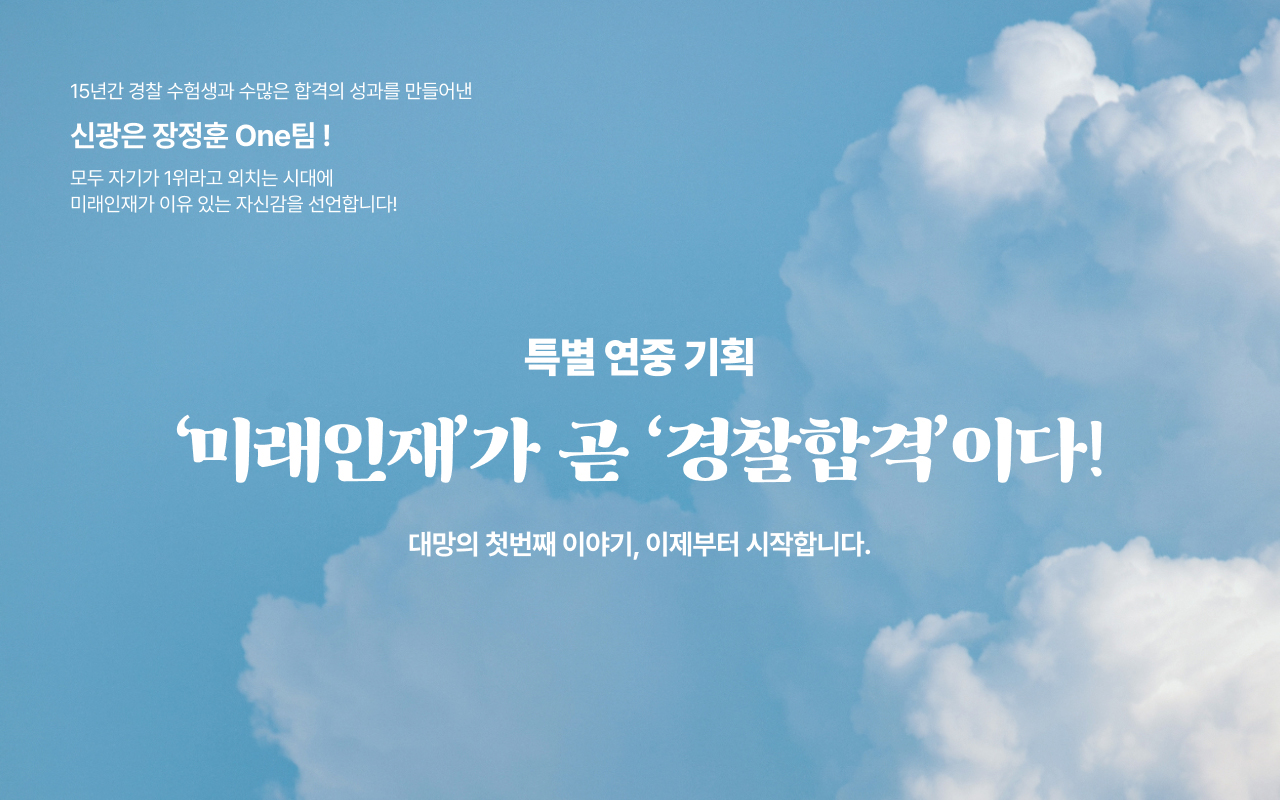 15년간 경찰 수험생과 수많은 합격의 성과를 만들어낸
신광은 장정훈 One팀 !
모두 자기가 1위라고 외치는 시대에
미래인재가 이유 있는 자신감을 선언합니다!
특별 연중 기획
‘미래인재’가 곧 ‘경찰합격’이다!
대망의 첫번째 이야기, 이제부터 시작합니다.